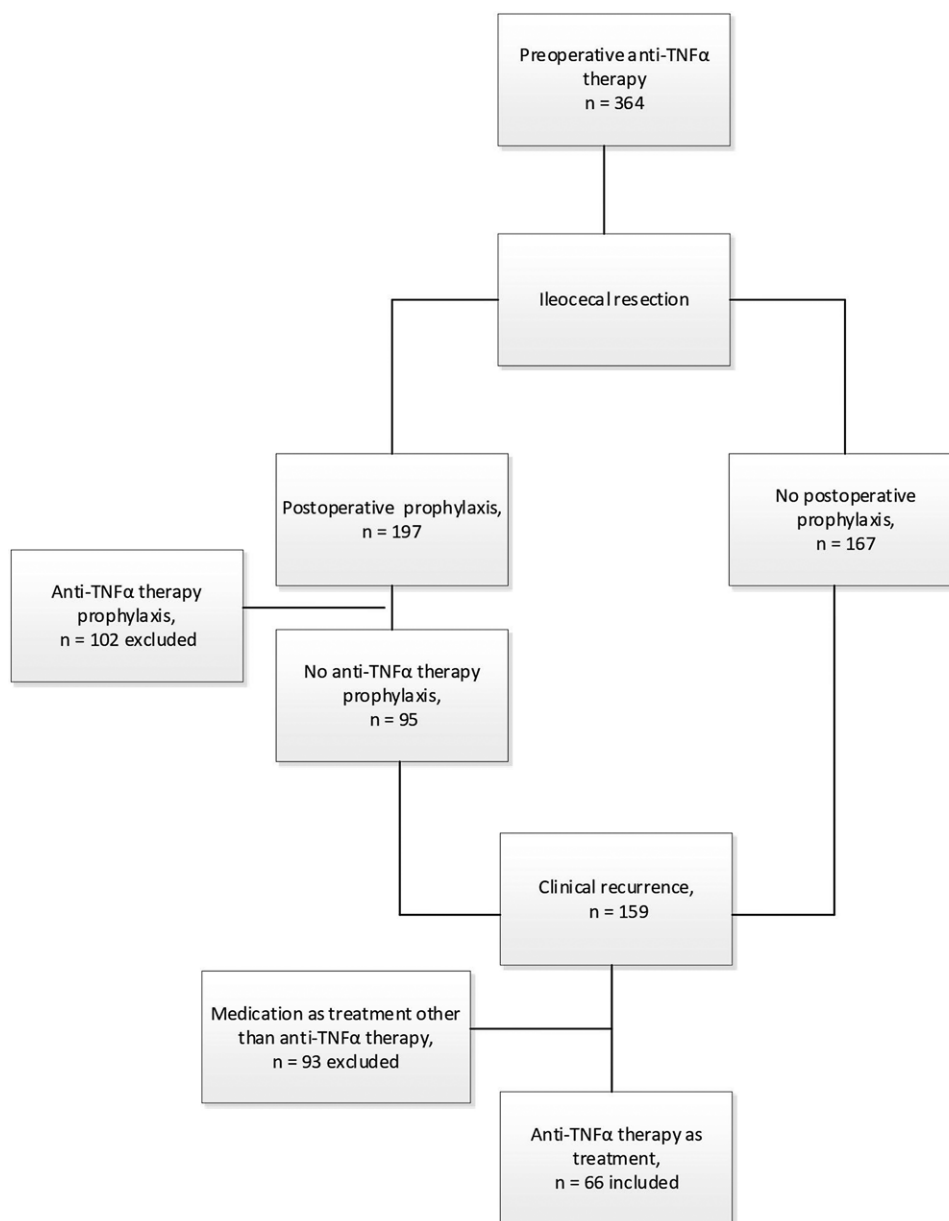 Preoperative anti-TNFα
therapy
n = 364
Ileocecal resection
Postoperative prophylaxis,
n = 197
No postoperative
prophylaxis,
n = 167
Anti-TNFα therapy
prophylaxis,
n = 102 excluded
No anti-TNFα therapy
prophylaxis,
n = 95
Clinical recurrence,
n = 159
Medication as treatment other
than anti-TNFα therapy,
n = 93 excluded
Anti-TNFα therapy as
treatment,
n = 66 included